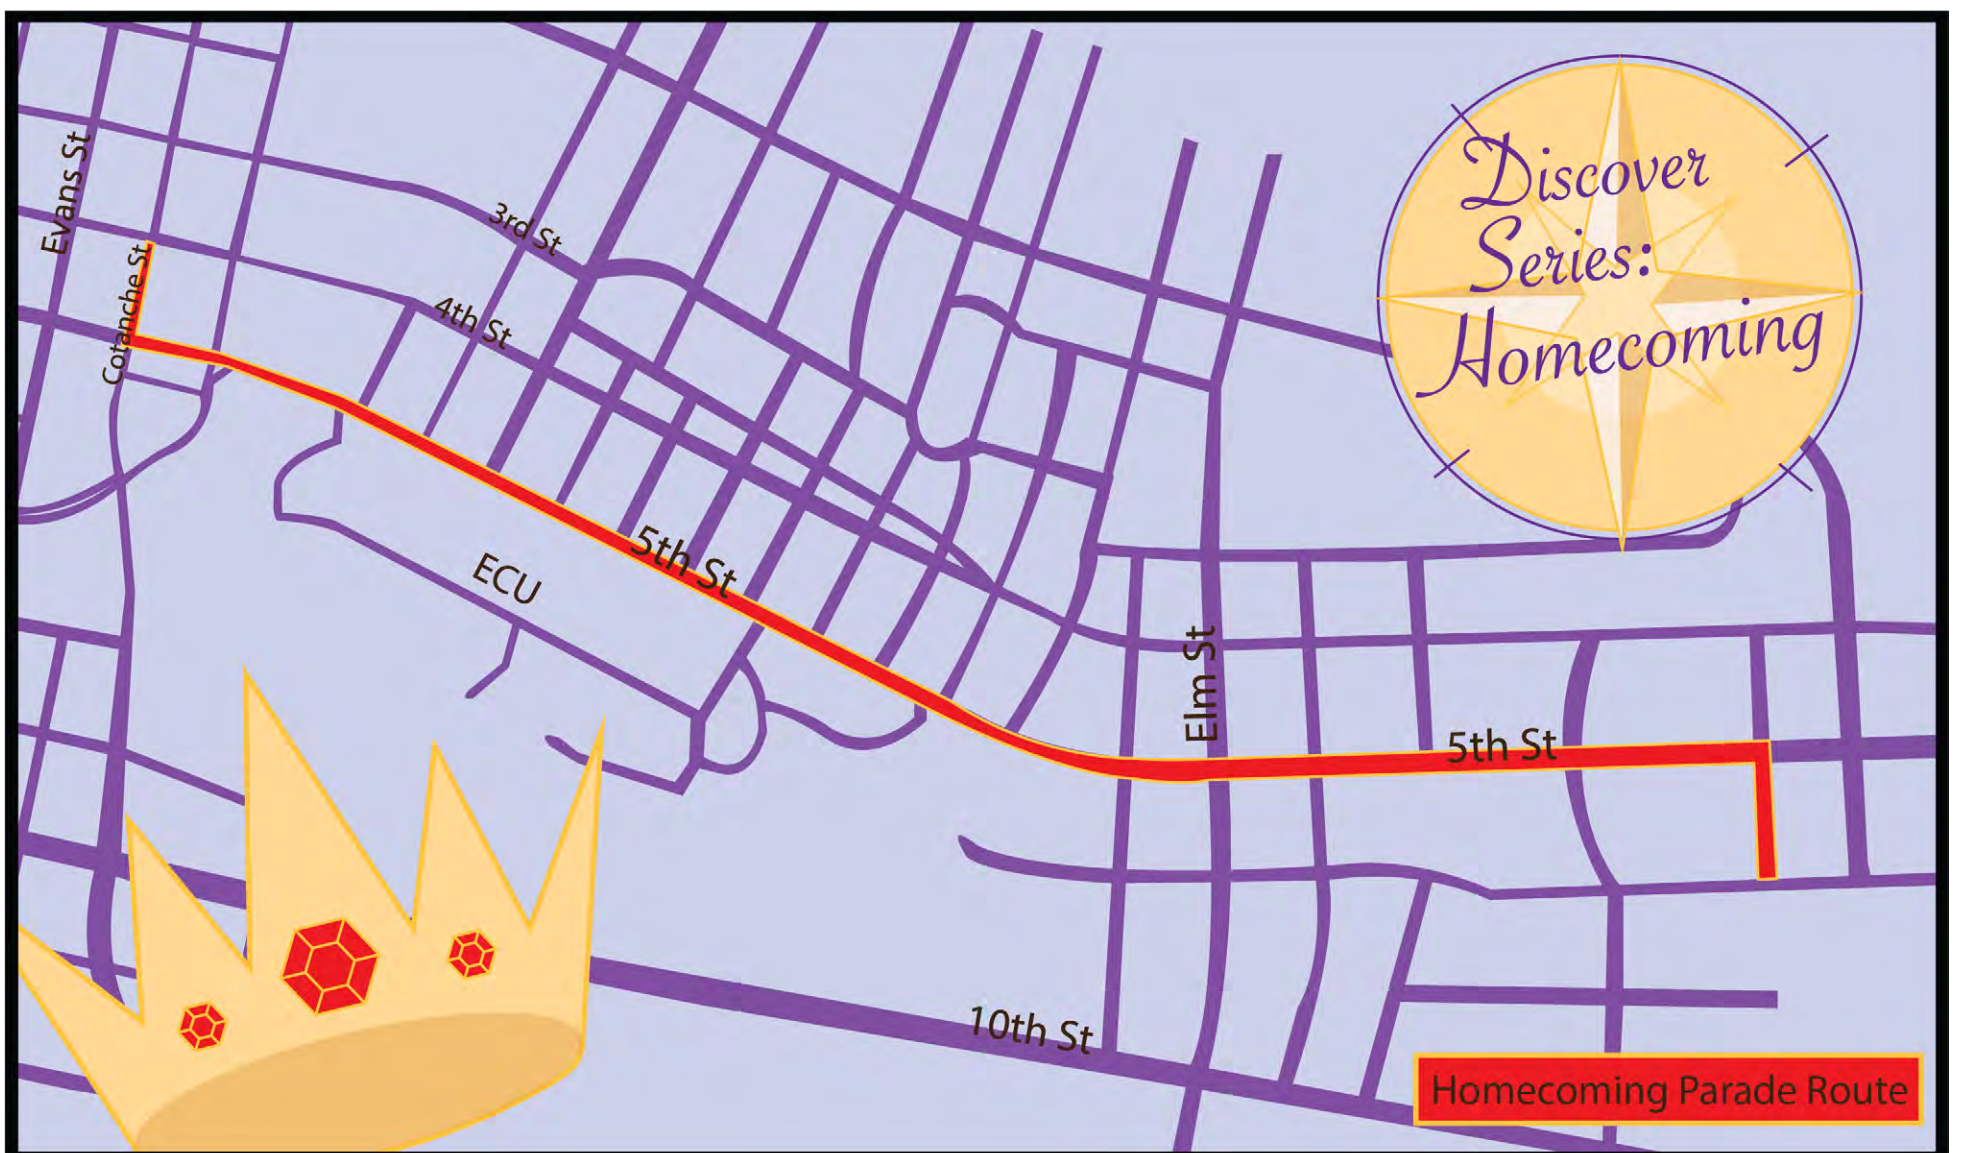 Discover
Series:
Homecoming
Evans St
Cotanche St
3rd St
4th St
5th St
ECU
Elm St
5th St
10th St
Homecoming Parade Route